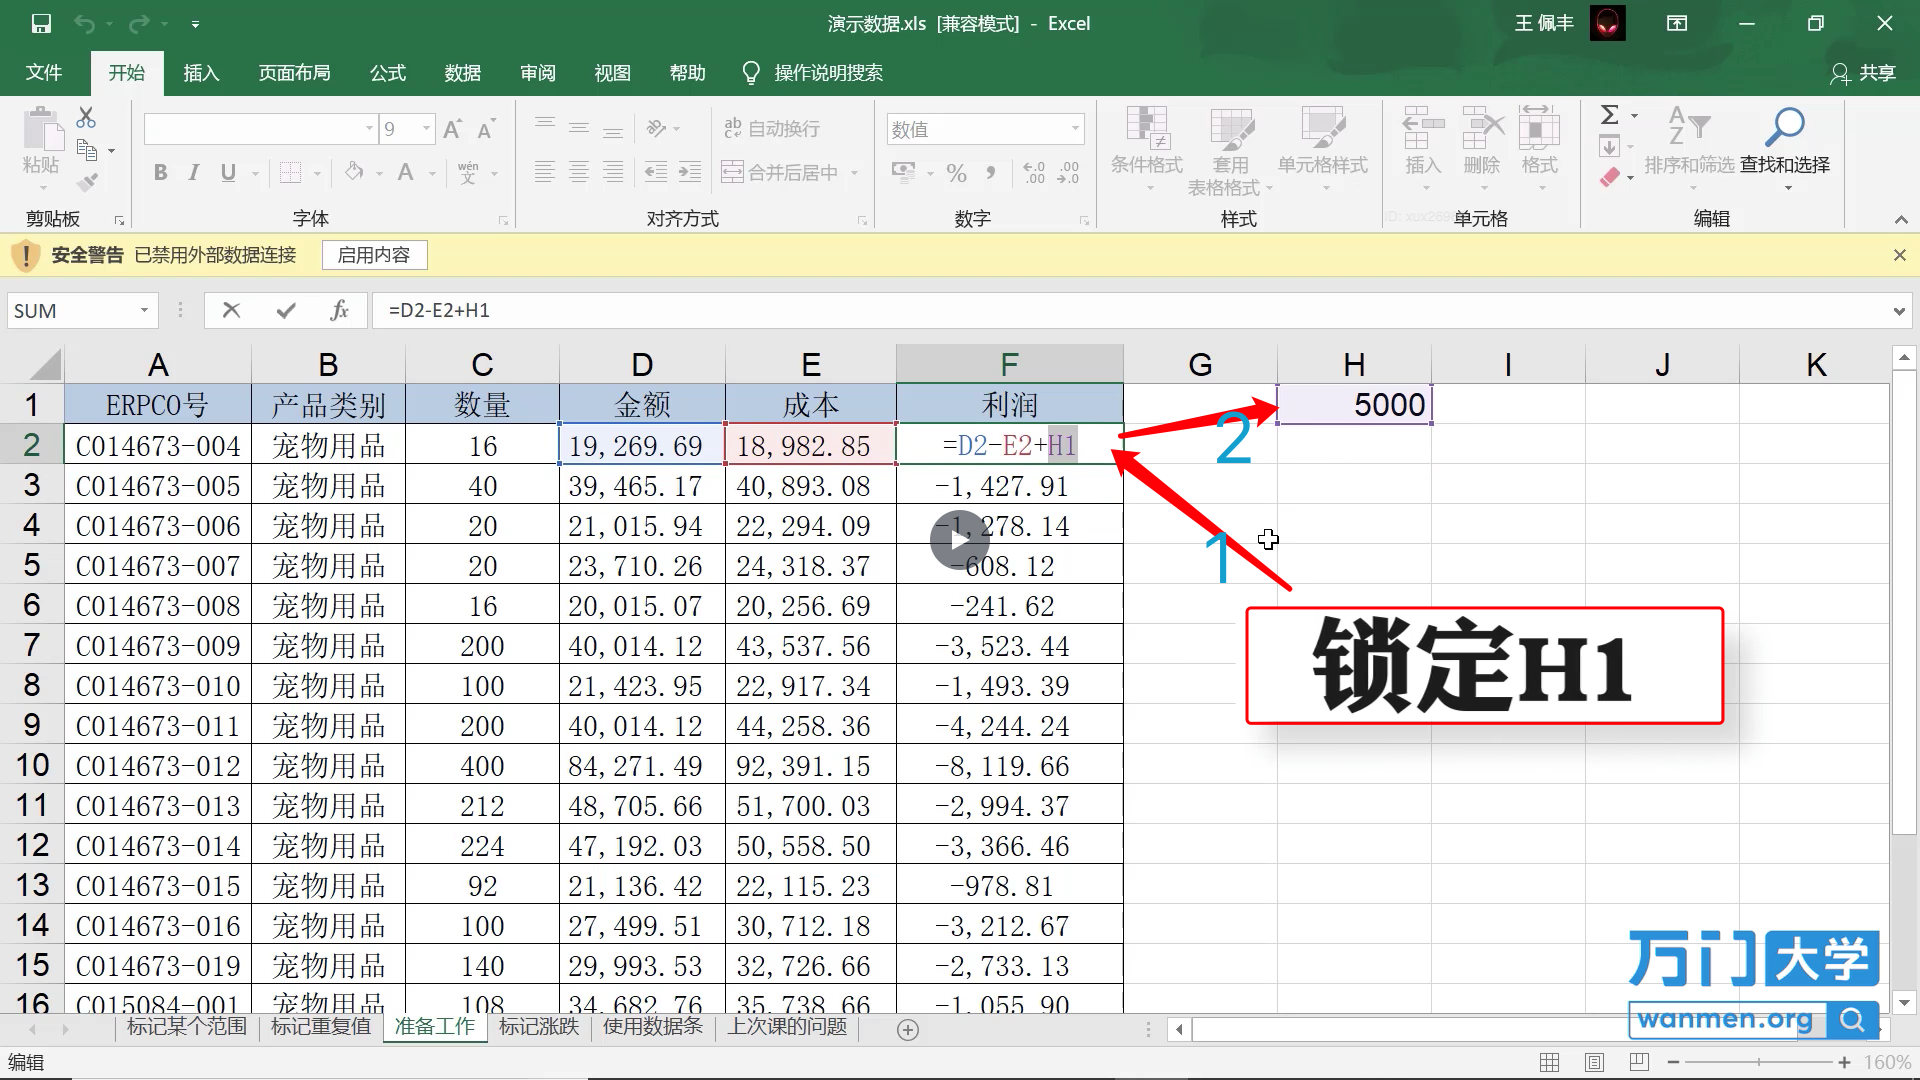 演示数据.xls [兼容模式] - Excel
王 佩丰
文件 开始 插入 页面布局 公式 数据 审阅 视图 帮助 操作说明搜索 共享
粘贴
剪贴板
9
B I U A wén 文
字体
自动换行
合并后居中
对齐方式
数值
数字
条件格式 套用 表格格式 单元格样式
样式
插入 删除 格式
单元格
排序和筛选 查找和选择
编辑
安全警告 已禁用外部数据连接 启用内容
SUM fx =D2-E2+H1
A B C D E F G H I J K
1 ERPCO号 产品类别 数量 金额 成本 利润 5000
2 C014673-004 宠物用品 16 19,269.69 18,982.85 =D2-E2+H1 2
3 C014673-005 宠物用品 40 39,465.17 40,893.08 -1,427.91
4 C014673-006 宠物用品 20 21,015.94 22,294.09 -1,278.14
5 C014673-007 宠物用品 20 23,710.26 24,318.37 -608.12 1
6 C014673-008 宠物用品 16 20,015.07 20,256.69 -241.62
7 C014673-009 宠物用品 200 40,014.12 43,537.56 -3,523.44
锁定H1
8 C014673-010 宠物用品 100 21,423.95 22,917.34 -1,493.39
9 C014673-011 宠物用品 200 40,014.12 44,258.36 -4,244.24
10 C014673-012 宠物用品 400 84,271.49 92,391.15 -8,119.66
11 C014673-013 宠物用品 212 48,705.66 51,700.03 -2,994.37
12 C014673-014 宠物用品 224 47,192.03 50,558.50 -3,366.46
13 C014673-015 宠物用品 92 21,136.42 22,115.23 -978.81
14 C014673-016 宠物用品 100 27,499.51 30,712.18 -3,212.67
15 C014673-019 宠物用品 140 29,993.53 32,726.66 -2,733.13
16 C015084-001 宠物用品 108 34,682.76 35,738.66 -1,055.90
万门大学
wanmen.org
标记某个范围 标记重复值 准备工作 标记涨跌 使用数据条 上次课的问题
编辑 160%